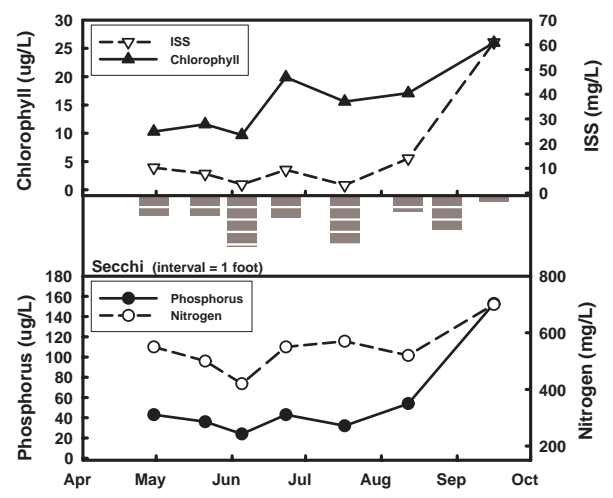 30
25
20
15
10
5
0
Chlorophyll (ug/L)
ISS
Chlorophyll
70
60
50
40
30
20
10
0
ISS (mg/L)
Secchi (interval = 1 foot)
180
160
140
120
100
80
60
40
20
0
Phosphorus (ug/L)
Phosphorus
Nitrogen
800
600
400
200
Nitrogen (mg/L)
Apr May Jun Jul Aug Sep Oct